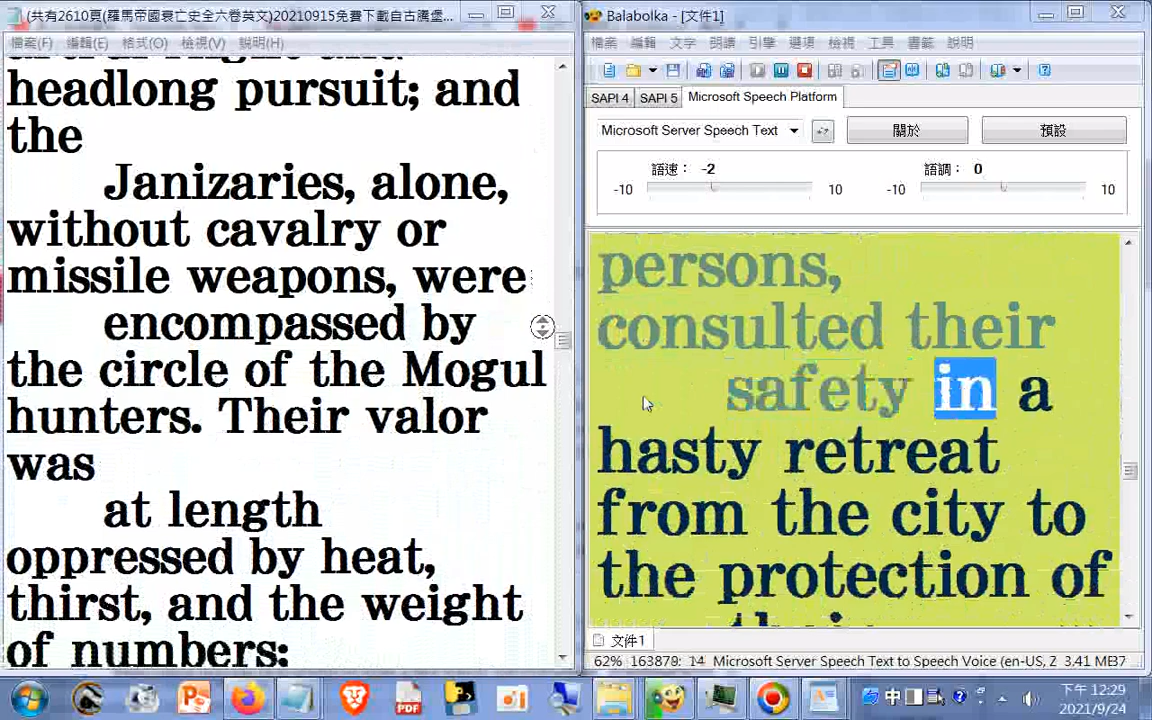 (共有2610頁(羅馬帝國衰亡史全六卷英文)20210915免費下載自古騰堡...
檔案(F) 編輯(E) 格式(O) 檢視(V) 說明(H)
headlong pursuit; and
the
Janizaries, alone,
without cavalry or
missile weapons, were
encompassed by
the circle of the Mogul
hunters. Their valor
was
at length
oppressed by heat,
thirst, and the weight
of numbers:
Balabolka - [文件1]
檔案 編輯 文字 朗讀 引擎 選項 檢視 工具 書籤 說明
SAPI 4 SAPI 5 Microsoft Speech Platform
Microsoft Server Speech Text 關於 預設
語速: -2 語調: 0
-10 10 -10 10
persons,
consulted their
safety in a
hasty retreat
from the city to
the protection of
文件1
62% 163879: 14 Microsoft Server Speech Text to Speech Voice (en-US, Z 3.41 MB7
中
下午 12:29
2021/9/24